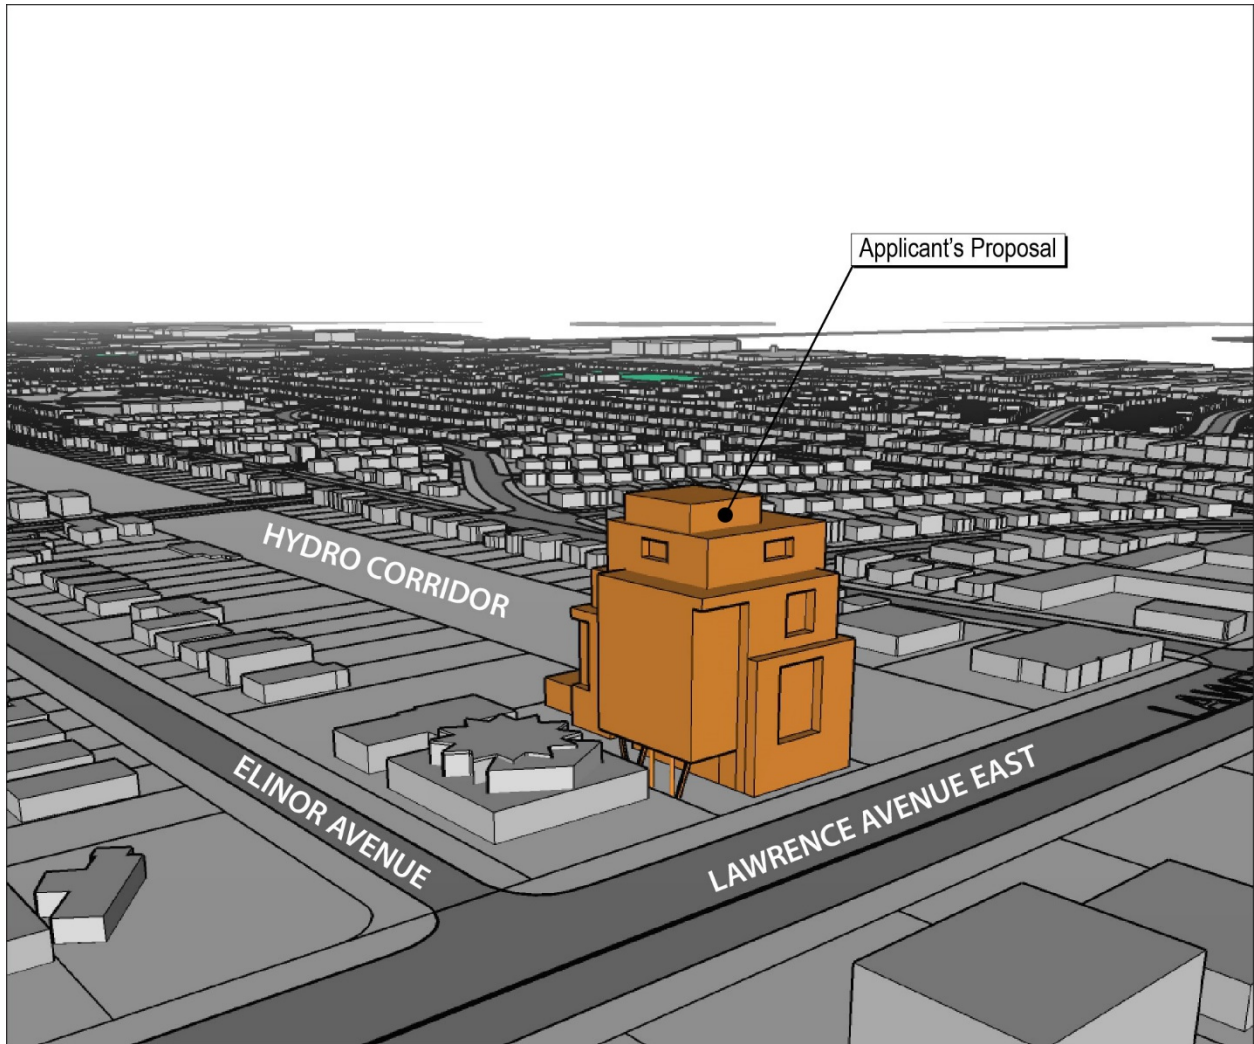 Applicant's Proposal
HYDRO CORRIDOR
ELINOR AVENUE
LAWRENCE AVENUE EAST